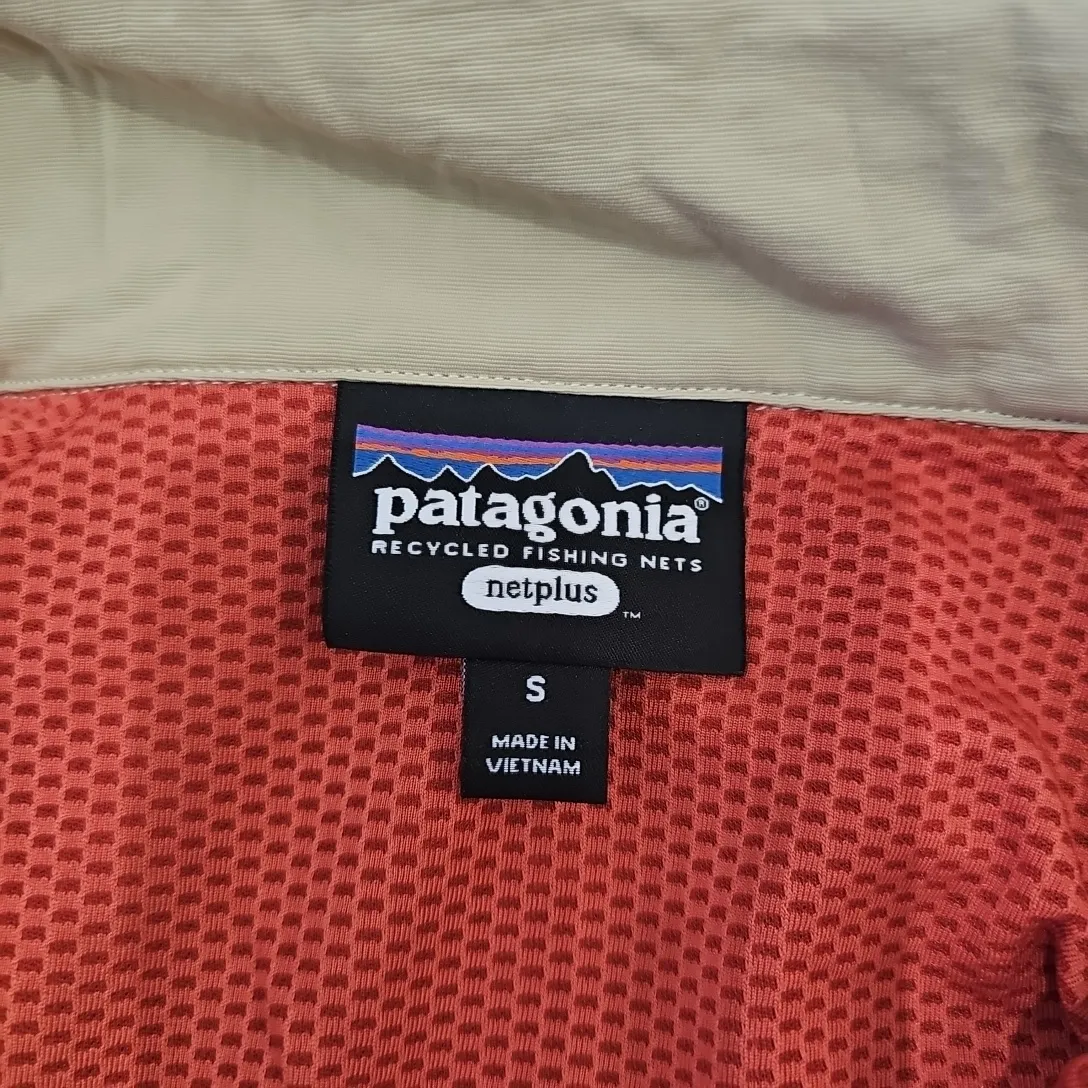 patagonia®
RECYCLED FISHING NETS
netplus
™
S
MADE IN
VIETNAM